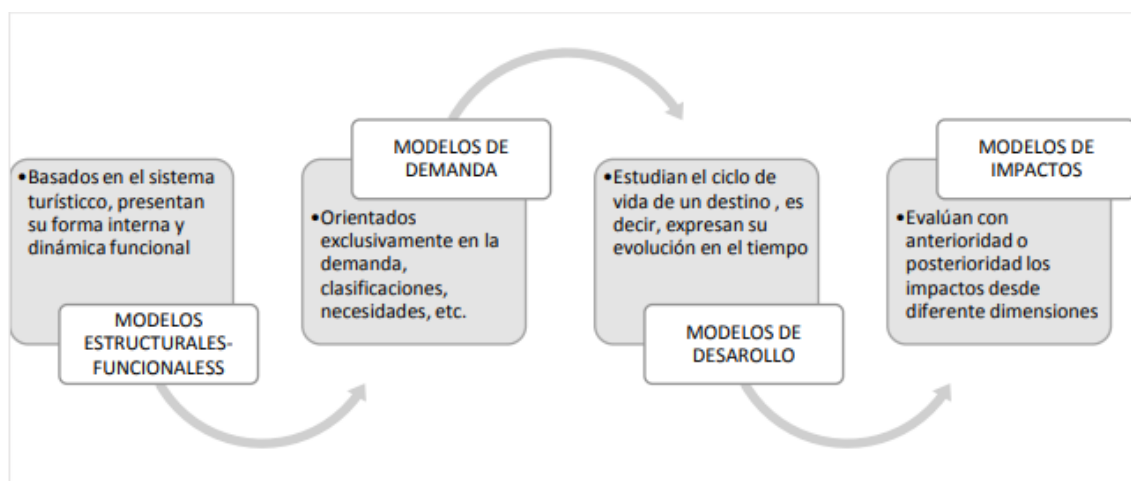 •Basados en el sistema
turísticco, presentan
su forma interna y
dinámica funcional
MODELOS
ESTRUCTURALES-
FUNCIONALESS
MODELOS DE
DEMANDA
•Orientados
exclusivamente en la
demanda,
clasificaciones,
necesidades, etc.
•Estudian el ciclo de
vida de un destino , es
decir, expresan su
evolución en el tiempo
MODELOS DE
DESAROLLO
MODELOS DE
IMPACTOS
•Evalúan con
anterioridad o
posterioridad los
impactos desde
diferente dimensiones